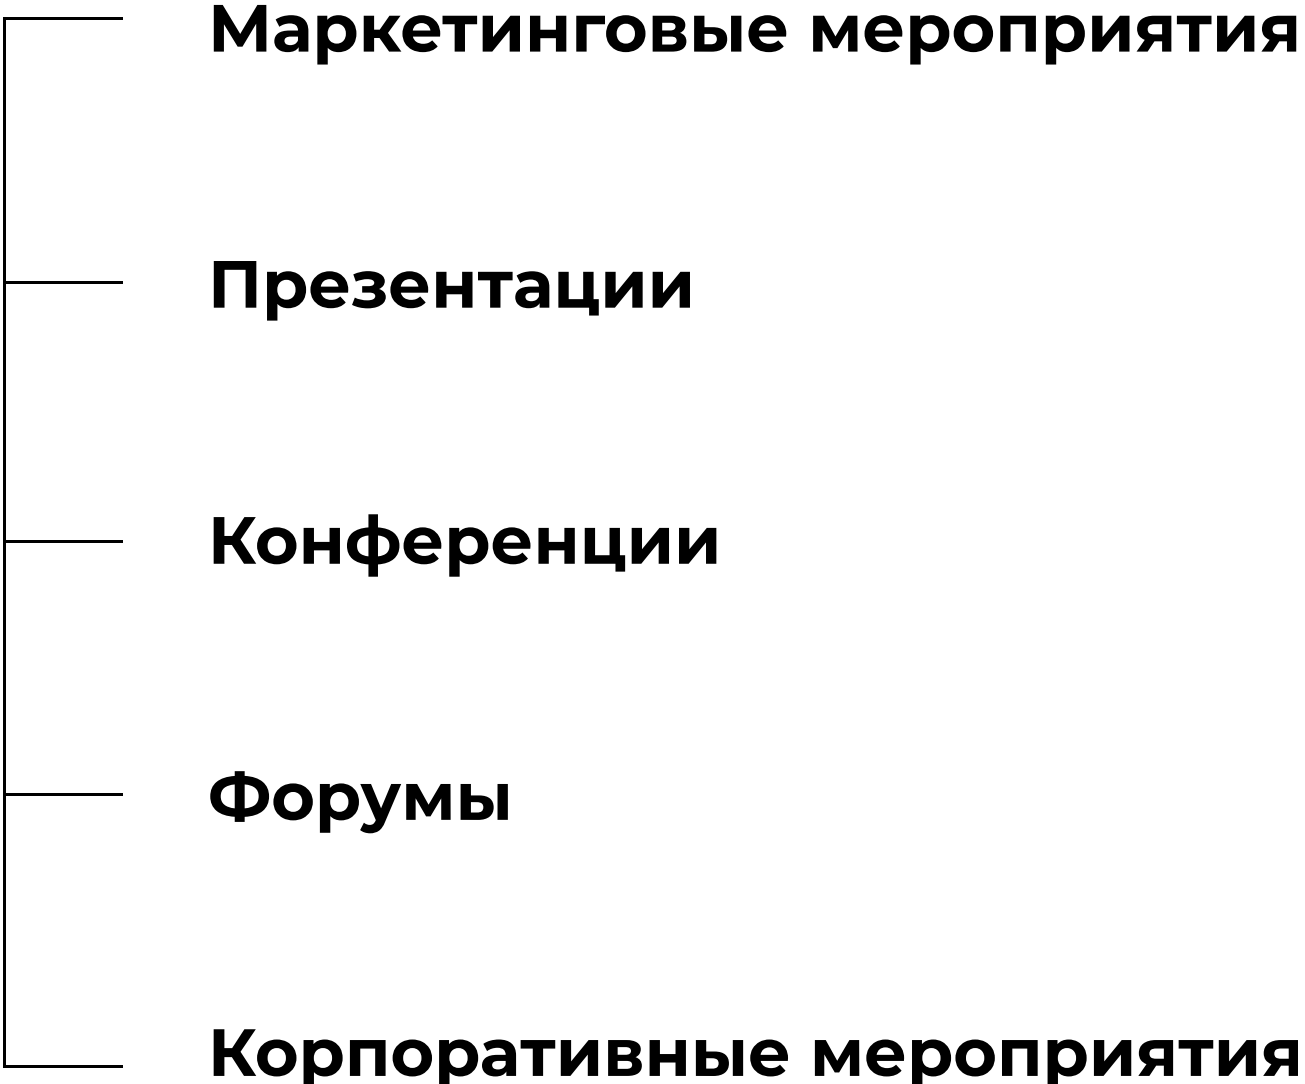 Маркетинговые мероприятия
Презентации
Конференции
Форумы
Корпоративные мероприятия